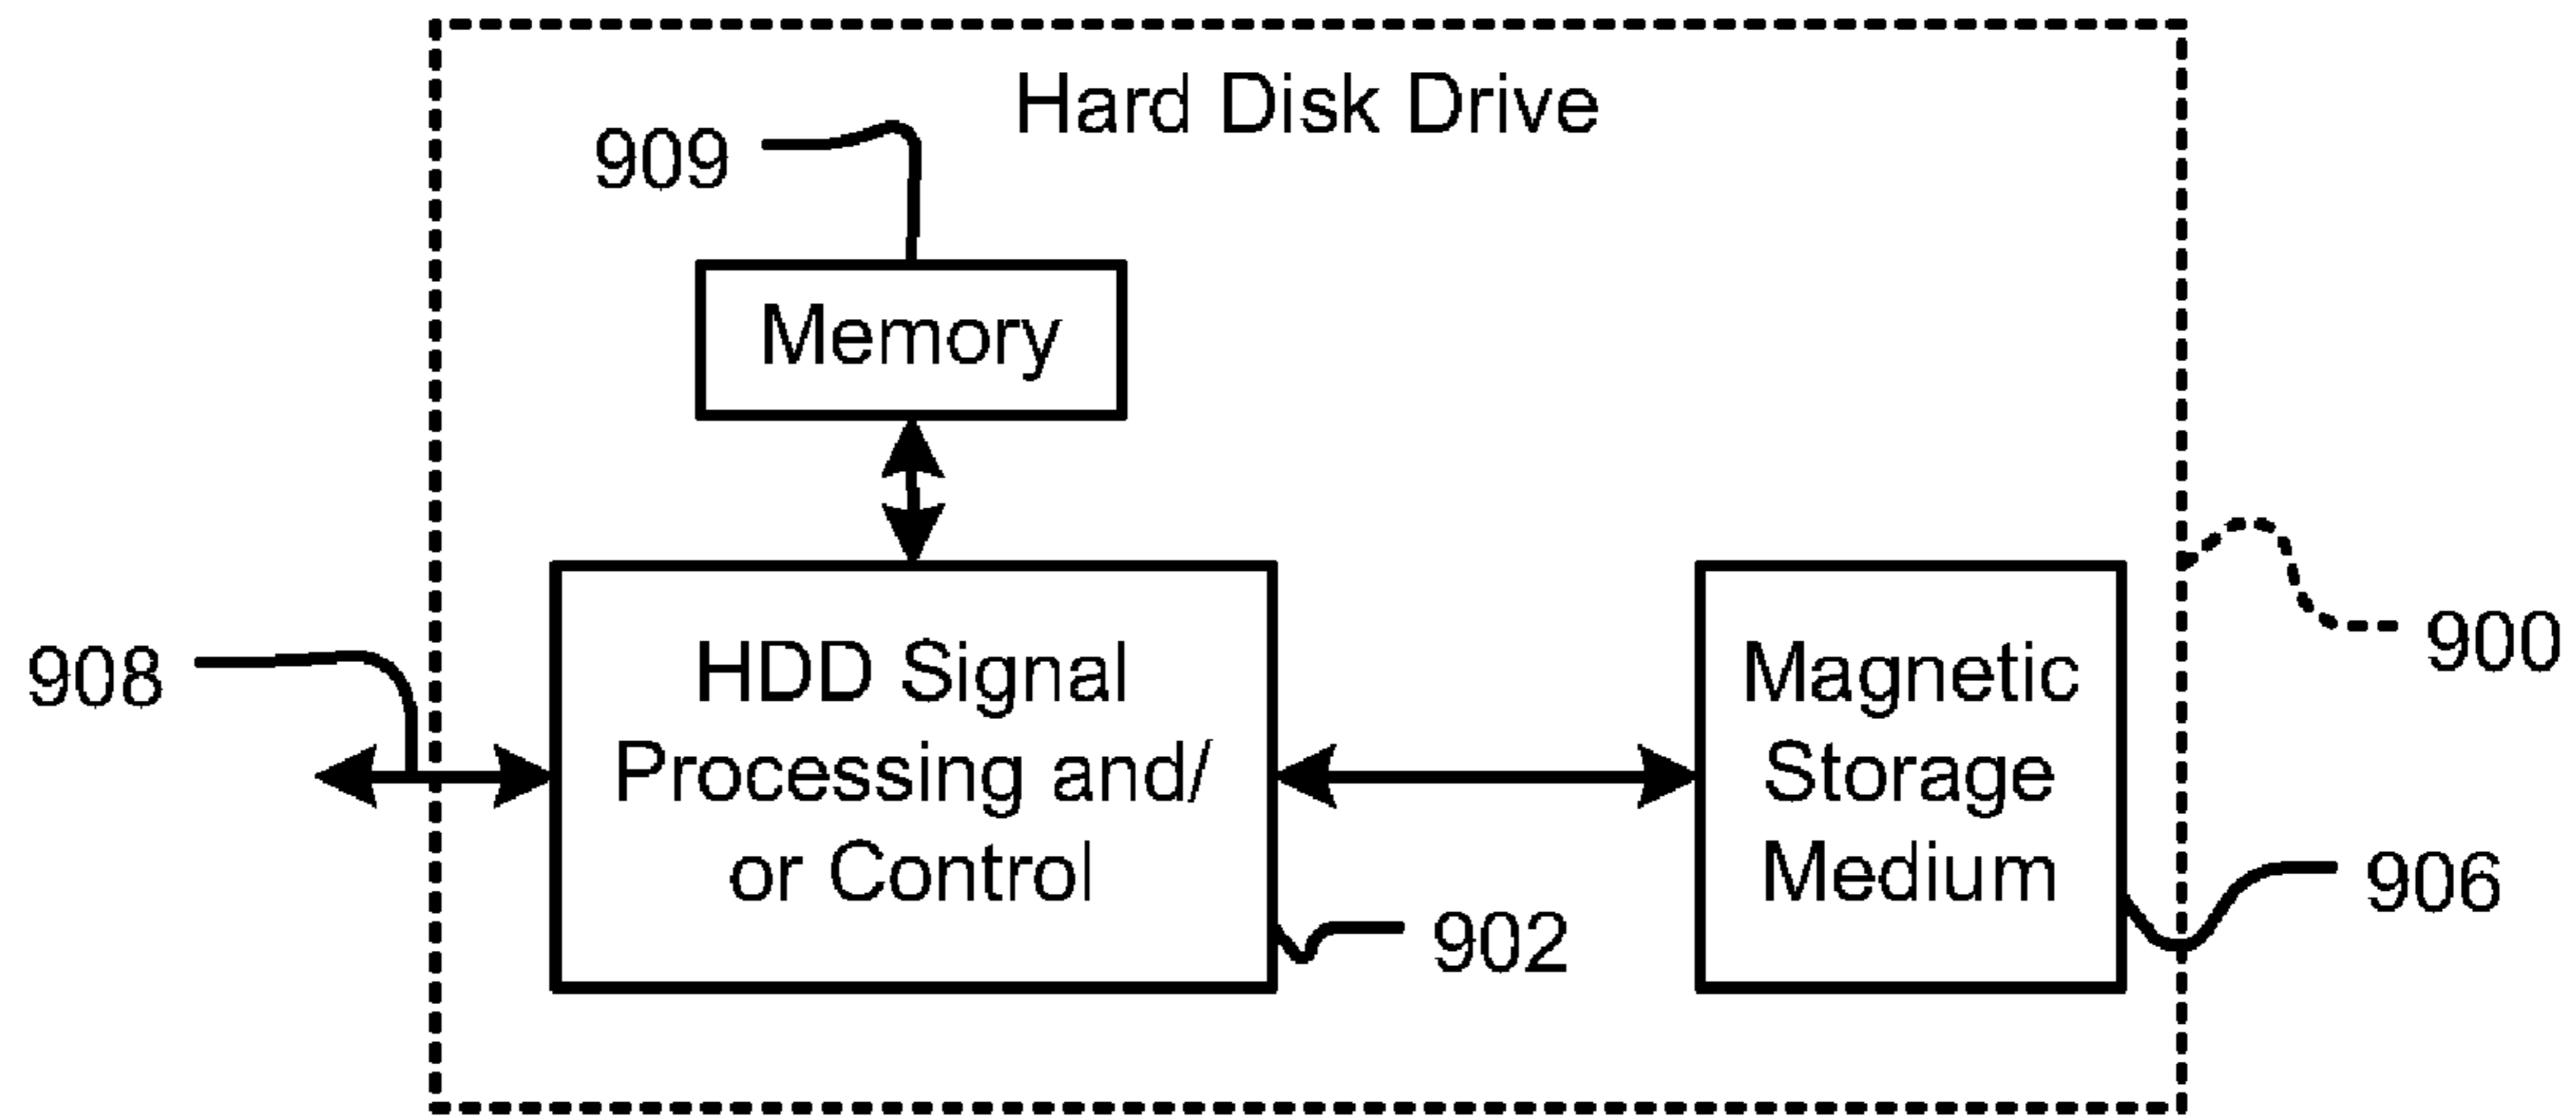 Hard Disk Drive
909
Memory
908
HDD Signal
Processing and/
or Control
902
Magnetic
Storage
Medium
900
906